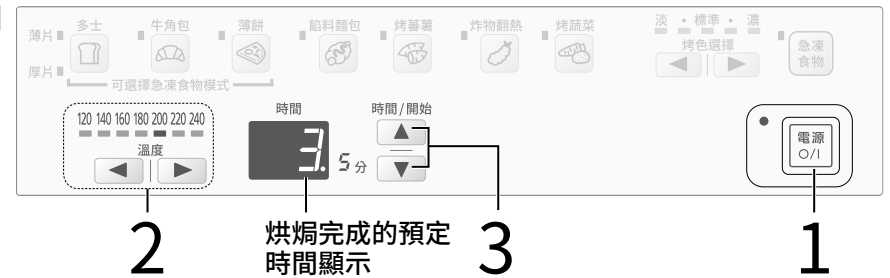 多士 牛角包 薄餅 餡料麵包 烤蕃薯 炸物翻熱 烤蔬菜 淡・標準・濃
薄片 烤色選擇 急凍
食物
厚片
可選擇急凍食物模式
120 140 160 180 200 220 240 時間 時間/開始
溫度 3. 5分 電源
O/I
2 烘焗完成的預定 3 1
時間顯示